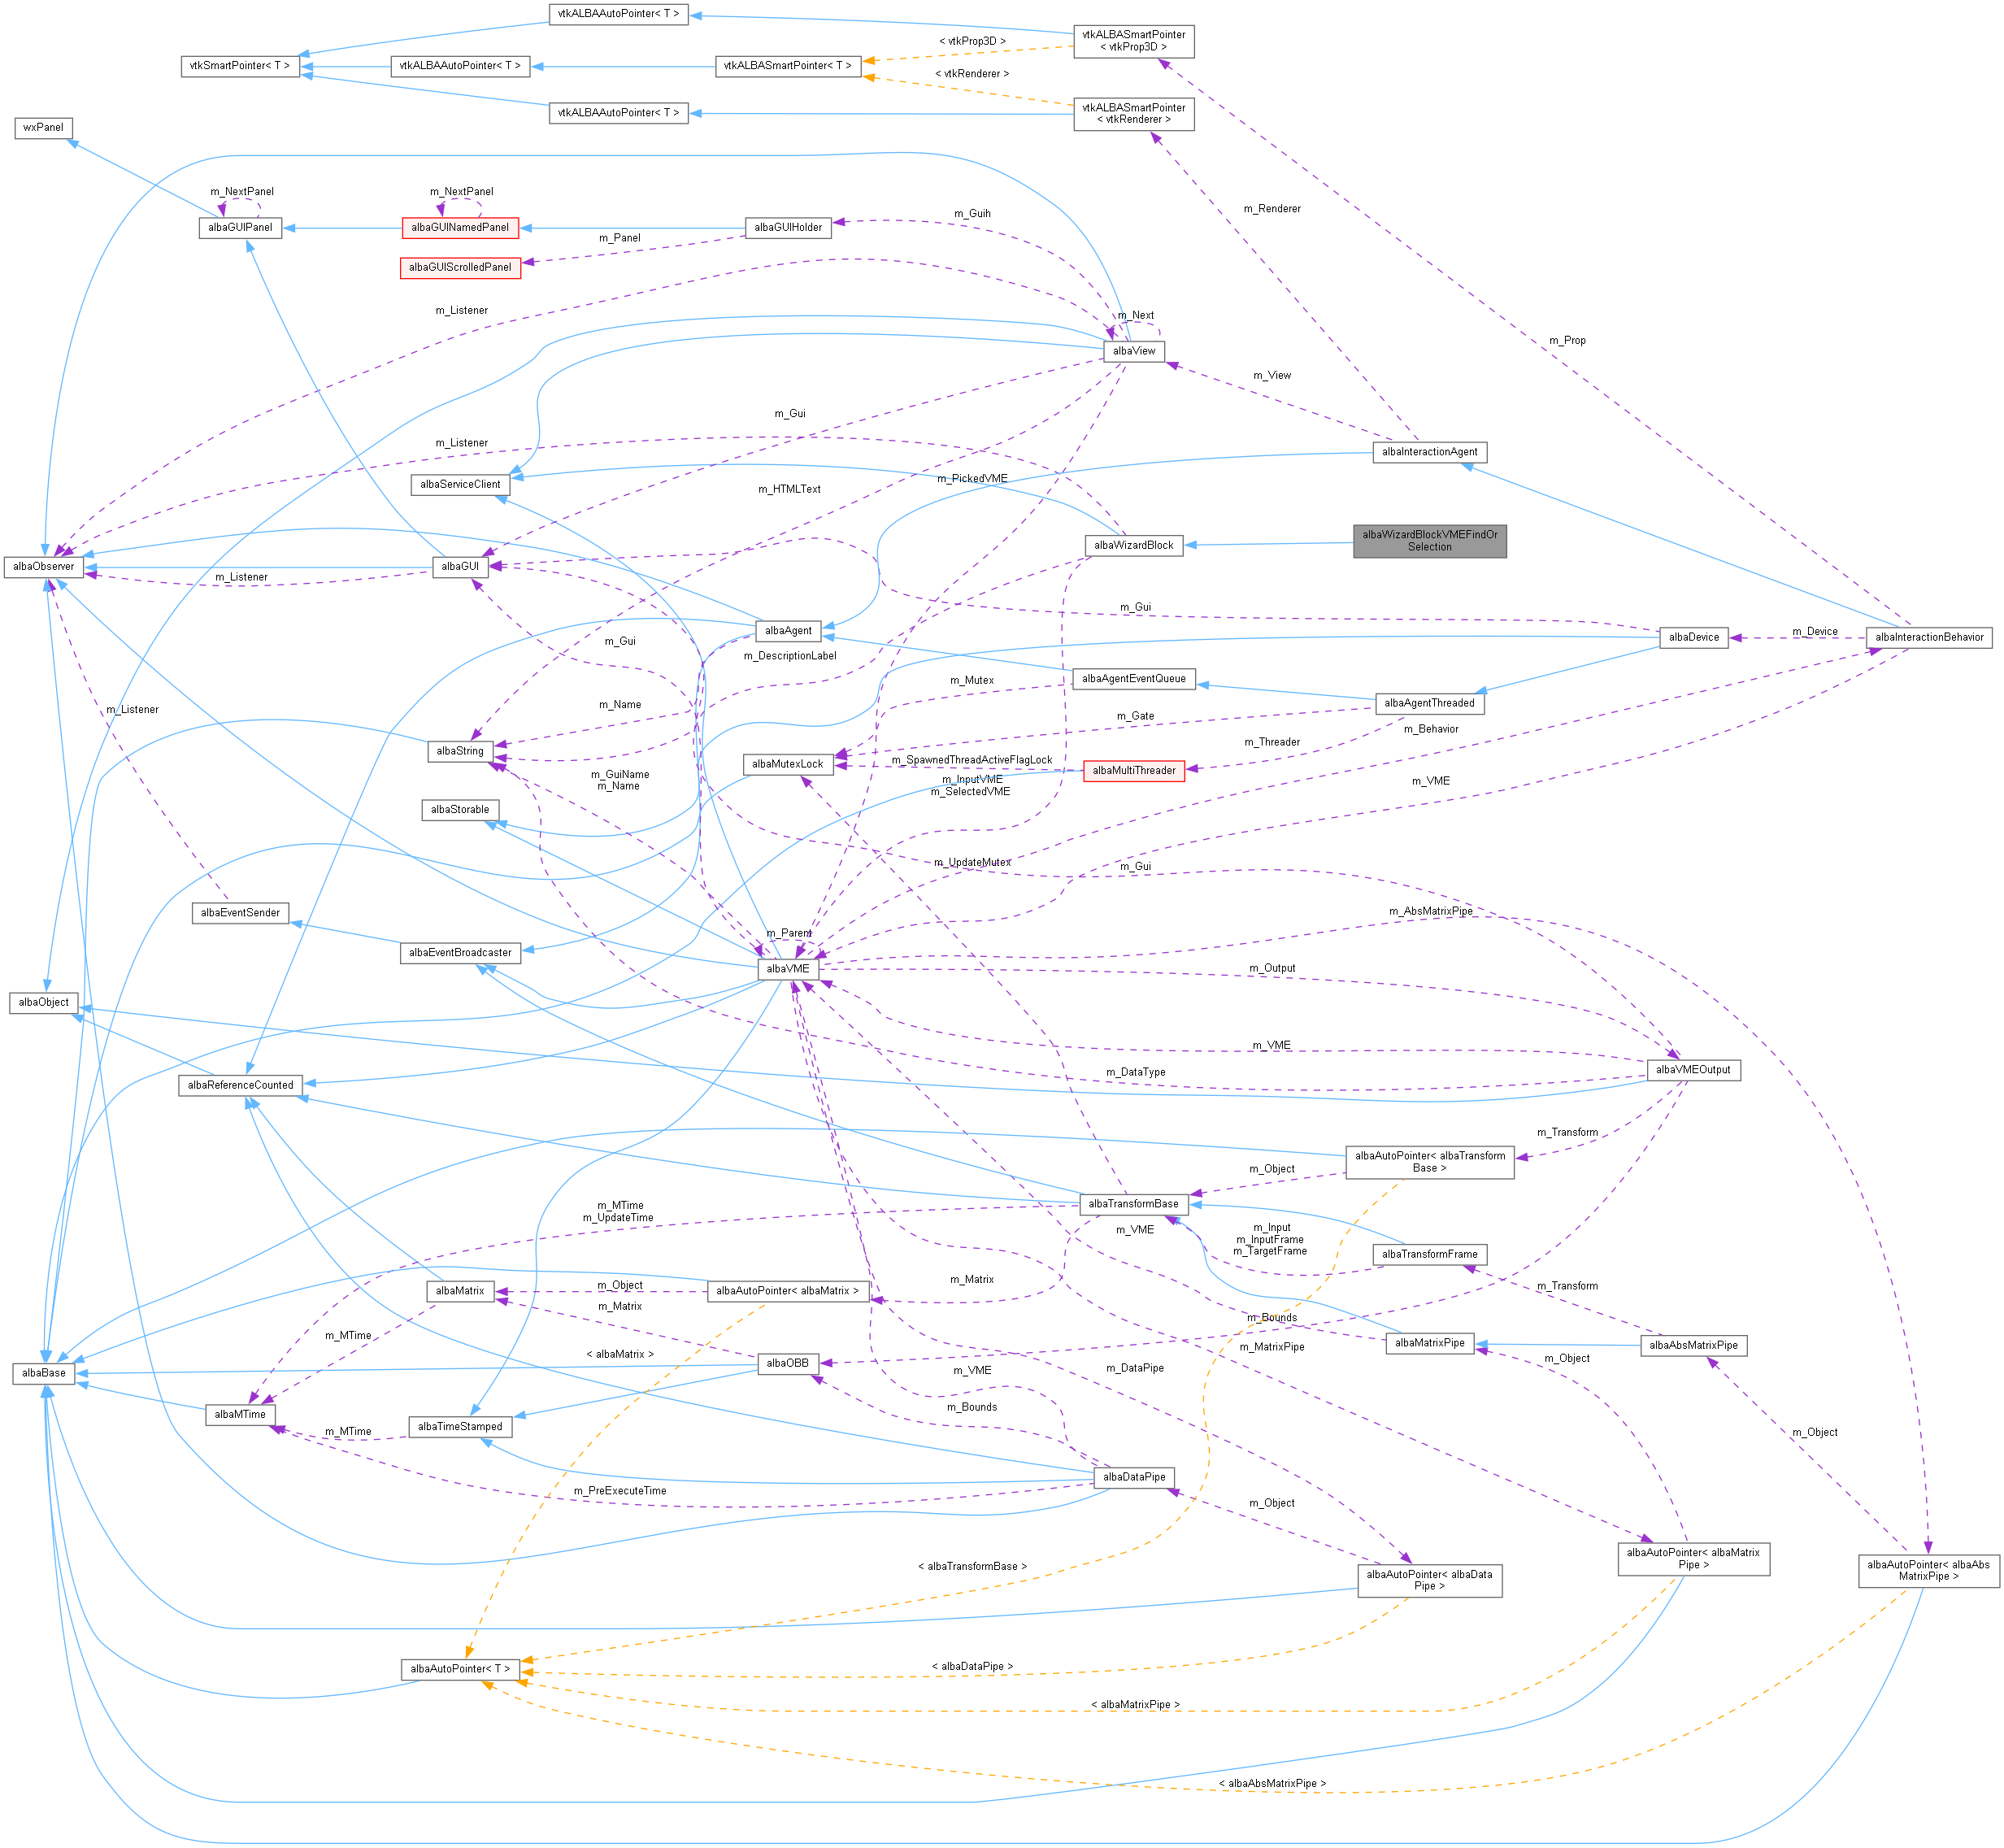 vtkALBAAutoPointer< T >
vtkALBASmartPointer
< vtkProp3D >
< vtkProp3D >
vtkSmartPointer< T >
vtkALBAAutoPointer< T >
vtkALBASmartPointer< T >
< vtkRenderer >
vtkALBAAutoPointer< T >
vtkALBASmartPointer
< vtkRenderer >
wxPanel
m_NextPanel
m_NextPanel
m_Guih
m_Renderer
albaGUIPanel
albaGUINamedPanel
albaGUIHolder
m_Panel
albaGUIScrolledPanel
m_Listener
m_Next
m_Prop
albaView
m_View
m_Gui
m_Listener
albaInteractionAgent
albaServiceClient
m_HTMLText
m_PickedVME
albaWizardBlock
albaWizardBlockVMEFindOr
Selection
albaObserver
m_Listener
albaGUI
m_Gui
m_Gui
albaAgent
m_DescriptionLabel
albaDevice
m_Device
albaInteractionBehavior
m_Mutex
albaAgentEventQueue
albaAgentThreaded
m_Listener
m_Name
m_Gate
m_Behavior
albaString
m_Threader
albaMutexLock
m_SpawnedThreadActiveFlagLock
albaMultiThreader
m_GuiName
m_Name
m_InputVME
m_SelectedVME
m_VME
albaStorable
m_UpdateMutex
m_Gui
albaEventSender
m_AbsMatrixPipe
m_Parent
albaEventBroadcaster
albaVME
m_Output
albaObject
m_VME
albaReferenceCounted
m_DataType
albaVMEOutput
m_Transform
albaAutoPointer< albaTransform
Base >
m_Object
albaTransformBase
m_MTime
m_UpdateTime
m_VME
m_Input
m_InputFrame
m_TargetFrame
albaTransformFrame
m_Matrix
m_Object
albaMatrix
albaAutoPointer< albaMatrix >
m_Transform
m_Matrix
m_Bounds
m_MTime
albaMatrixPipe
albaAbsMatrixPipe
m_MatrixPipe
< albaMatrix >
albaOBB
m_Object
albaBase
m_VME
m_DataPipe
m_Bounds
albaMTime
m_MTime
albaTimeStamped
m_Object
albaDataPipe
m_PreExecuteTime
m_Object
< albaTransformBase >
albaAutoPointer< albaData
Pipe >
albaAutoPointer< albaMatrix
Pipe >
albaAutoPointer< albaAbs
MatrixPipe >
albaAutoPointer< T >
< albaDataPipe >
< albaMatrixPipe >
< albaAbsMatrixPipe >